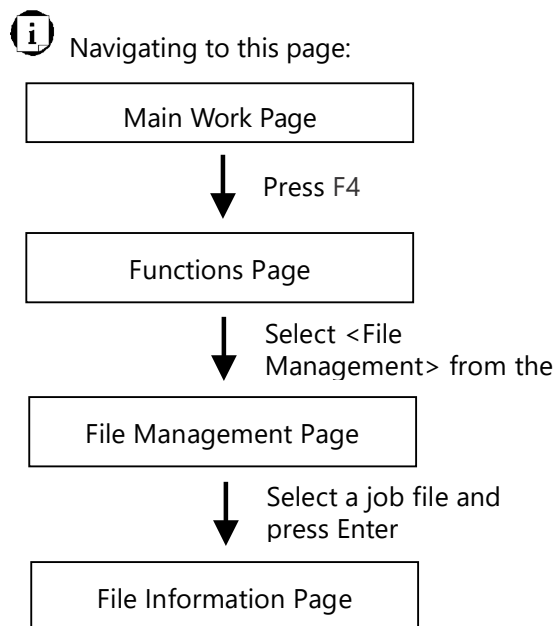 i
Navigating to this page:
Main Work Page
Press F4
Functions Page
Select <File
Management> from the
File Management Page
Select a job file and
press Enter
File Information Page